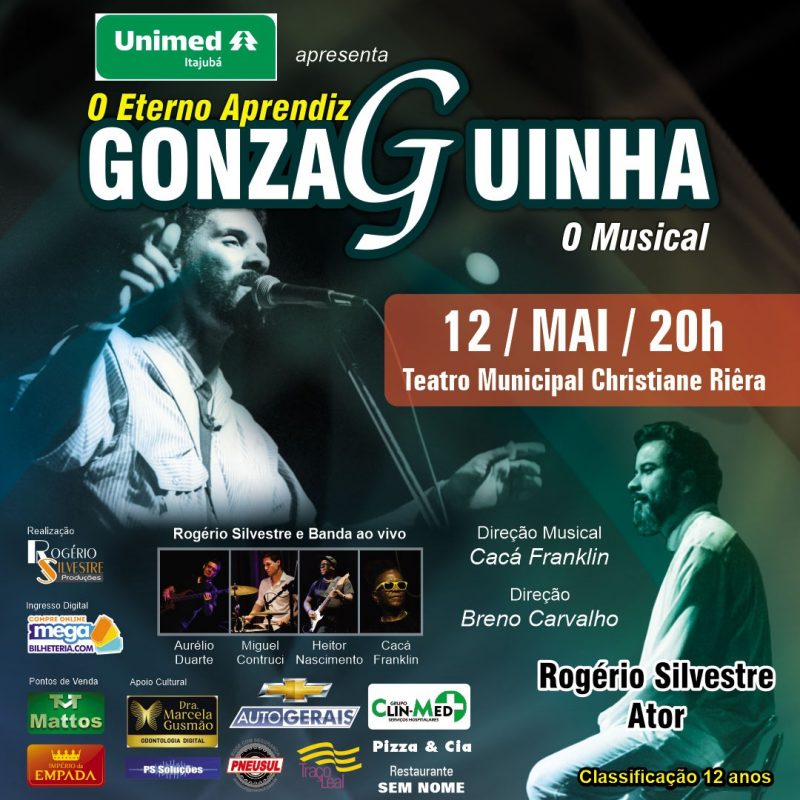 Unimed
Itajubá
apresenta
O Eterno Aprendiz
GONZAGUINHA
O Musical
12 / MAI / 20h
Teatro Municipal Christiane Riêra
Realização
ROGÉRIO
SILVESTRE
Produções
Rogério Silvestre e Banda ao vivo
Aurélio Duarte
Miguel Contruci
Heitor Nascimento
Cacá Franklin
Direção Musical
Cacá Franklin
Direção
Breno Carvalho
Ingresso Digital
COMPRE ONLINE
mega
BILHETERIA.COM
Rogério Silvestre
Ator
Pontos de Venda
Mattos
IMPÉRIO da
EMPADA
Apoio Cultural
Dra.
Marcela
Gusmão
ODONTOLOGIA DIGITAL
AUTOGERAIS
GRUPO
CLIN-MED
SERVIÇOS HOSPITALARES
PS Soluções
PNEUSUL
Traço
Leal
Pizza & Cia
Restaurante
SEM NOME
Classificação 12 anos